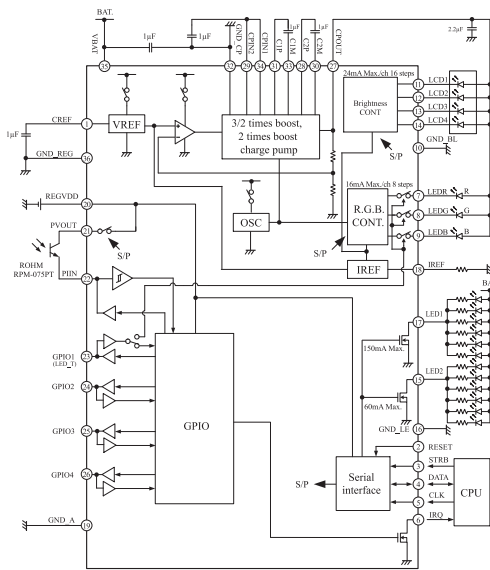 BAT.
1μF
1μF
1μF
1μF
2.2μF
VBAT
GND_CP
CPIN2
CPIN1
C1P
C1M
C2P
C2M
CPOUT
35
32
29
34
31
33
28
30
27
24mA Max./ch 16 steps
Brightness
CONT
11
LCD1
12
LCD2
13
LCD3
14
LCD4
CREF
1
VREF
3/2 times boost,
2 times boost
charge pump
1μF
GND_BL
10
S/P
GND_REG
36
16mA Max./ch 8 steps
REGVDD
20
R.G.B.
CONT.
7
LEDR
R
8
LEDG
G
9
LEDB
B
PVOUT
21
OSC
S/P
S/P
ROHM
RPM-075PT
PIIN
22
IREF
18
IREF
BA
17
LED1
150mA Max.
GPIO1
(LED_T)
23
15
LED2
60mA Max.
GPIO2
24
GPIO
GPIO3
25
GND_LE
16
2
RESET
GPIO4
26
S/P
Serial
interface
3
STRB
4
DATA
5
CLK
CPU
6
IRQ
GND_A
19